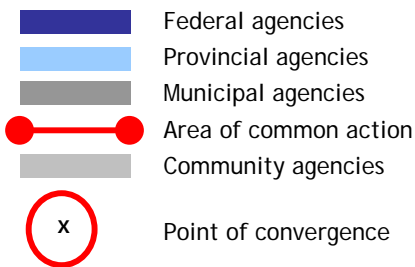 Federal agencies
Provincial agencies
Municipal agencies
Area of common action
Community agencies
x Point of convergence